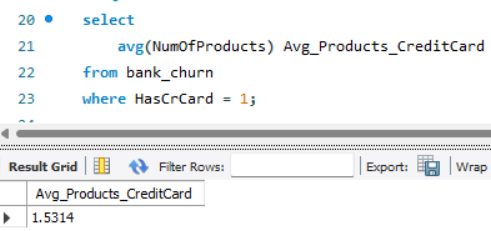 20 select
21 avg(NumOfProducts) Avg_Products_CreditCard
22 from bank_churn
23 where HasCrCard = 1;
Result Grid Filter Rows: Export: Wrap
Avg_Products_CreditCard
1.5314